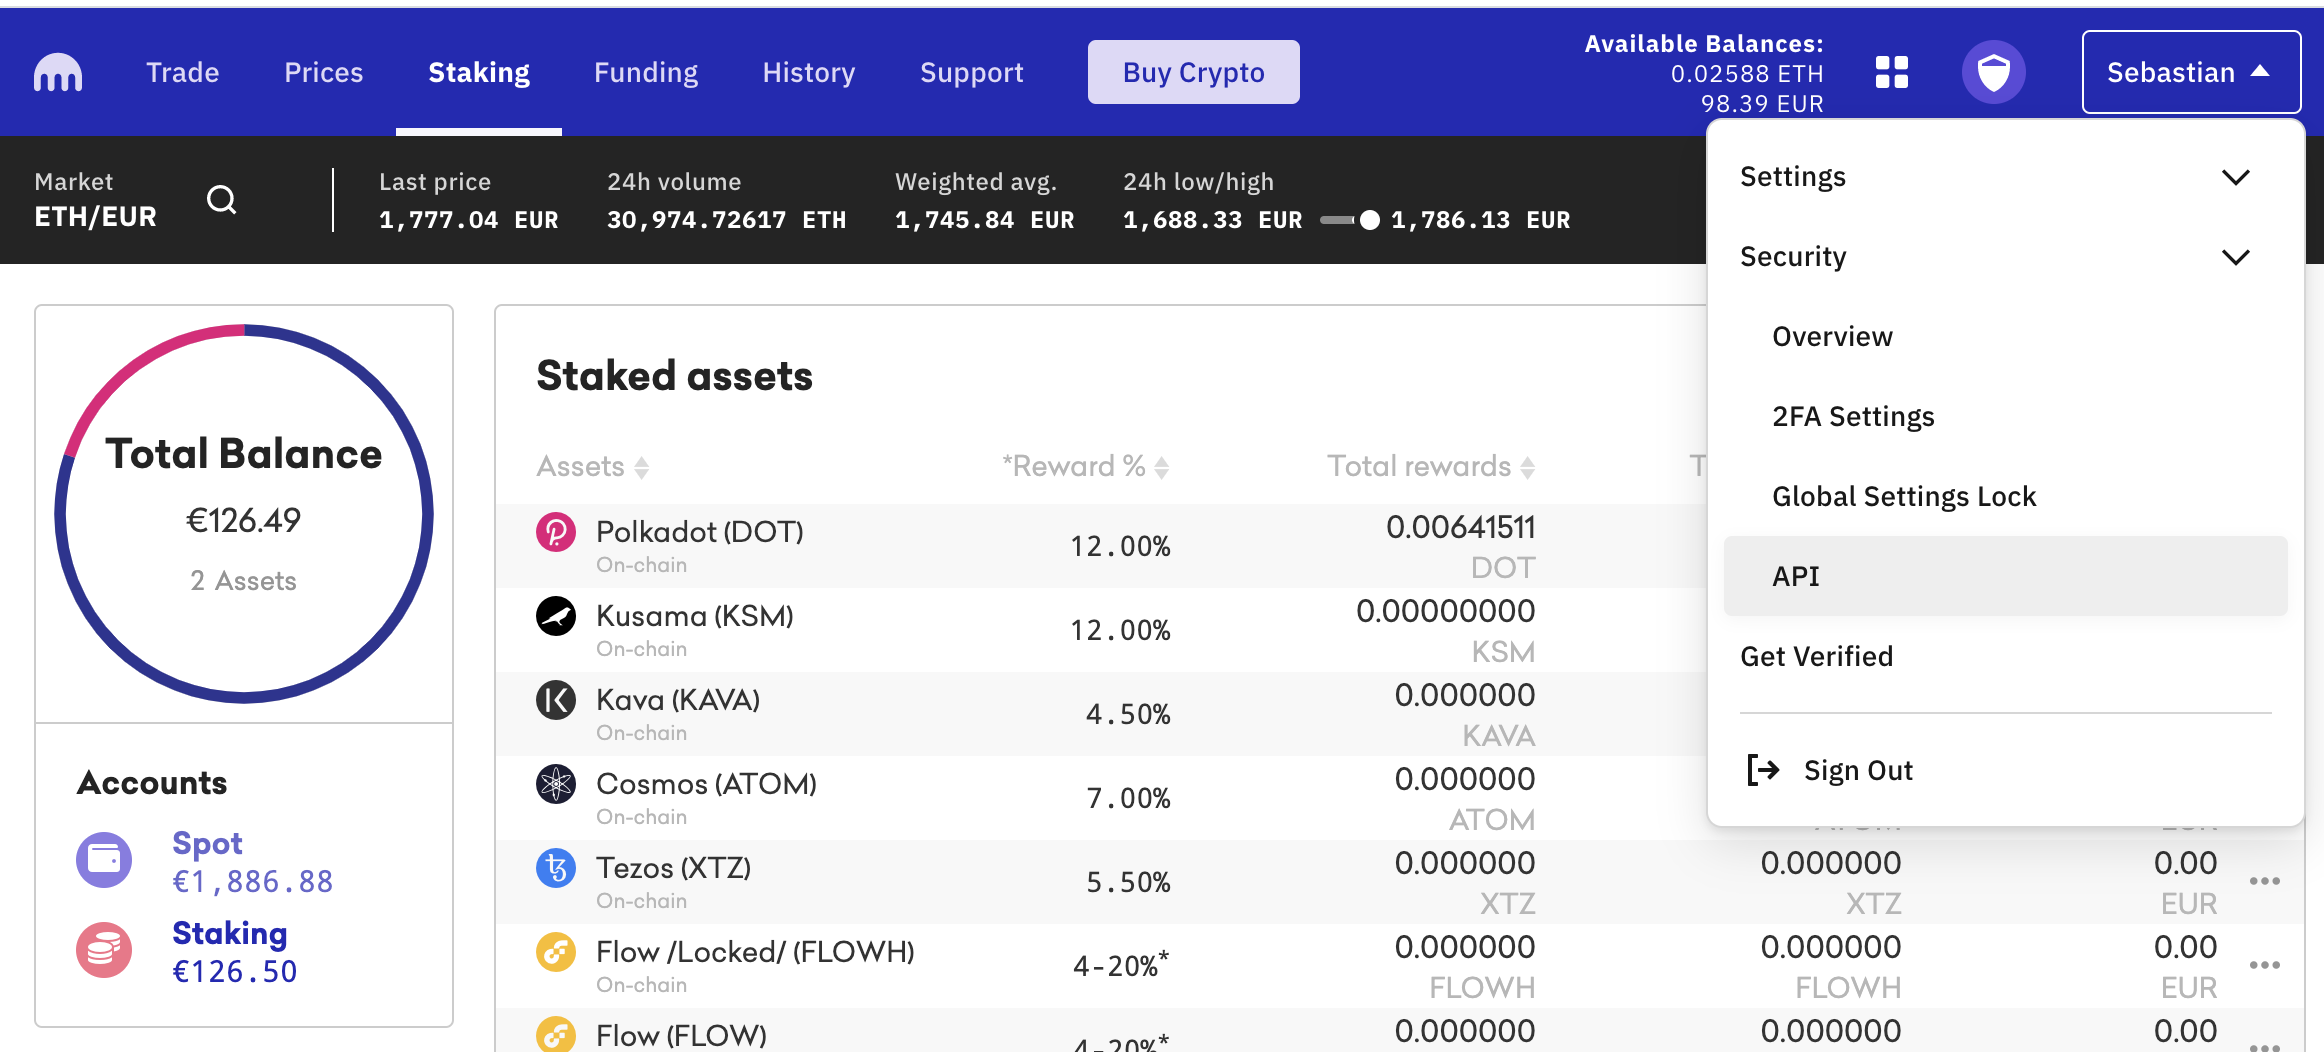 Trade
Prices
Staking
Funding
History
Support
Buy Crypto
Available Balances:
0.02588 ETH
98.39 EUR
Sebastian
Market
ETH/EUR
Last price
1,777.04 EUR
24h volume
30,974.72617 ETH
Weighted avg.
1,745.84 EUR
24h low/high
1,688.33 EUR
1,786.13 EUR
Settings
Security
Overview
2FA Settings
Global Settings Lock
API
Get Verified
Sign Out
Total Balance
€126.49
2 Assets
Accounts
Spot
€1,886.88
Staking
€126.50
Staked assets
Assets
*Reward %
Total rewards
Polkadot (DOT)
On-chain
12.00%
0.00641511
DOT
Kusama (KSM)
On-chain
12.00%
0.00000000
KSM
Kava (KAVA)
On-chain
4.50%
0.000000
KAVA
Cosmos (ATOM)
On-chain
7.00%
0.000000
ATOM
Tezos (XTZ)
On-chain
5.50%
0.000000
XTZ
0.000000
XTZ
0.00
EUR
Flow /Locked/ (FLOWH)
On-chain
4-20%*
0.000000
FLOWH
0.000000
FLOWH
0.00
EUR
Flow (FLOW)
4-20%*
0.000000
0.000000
0.00